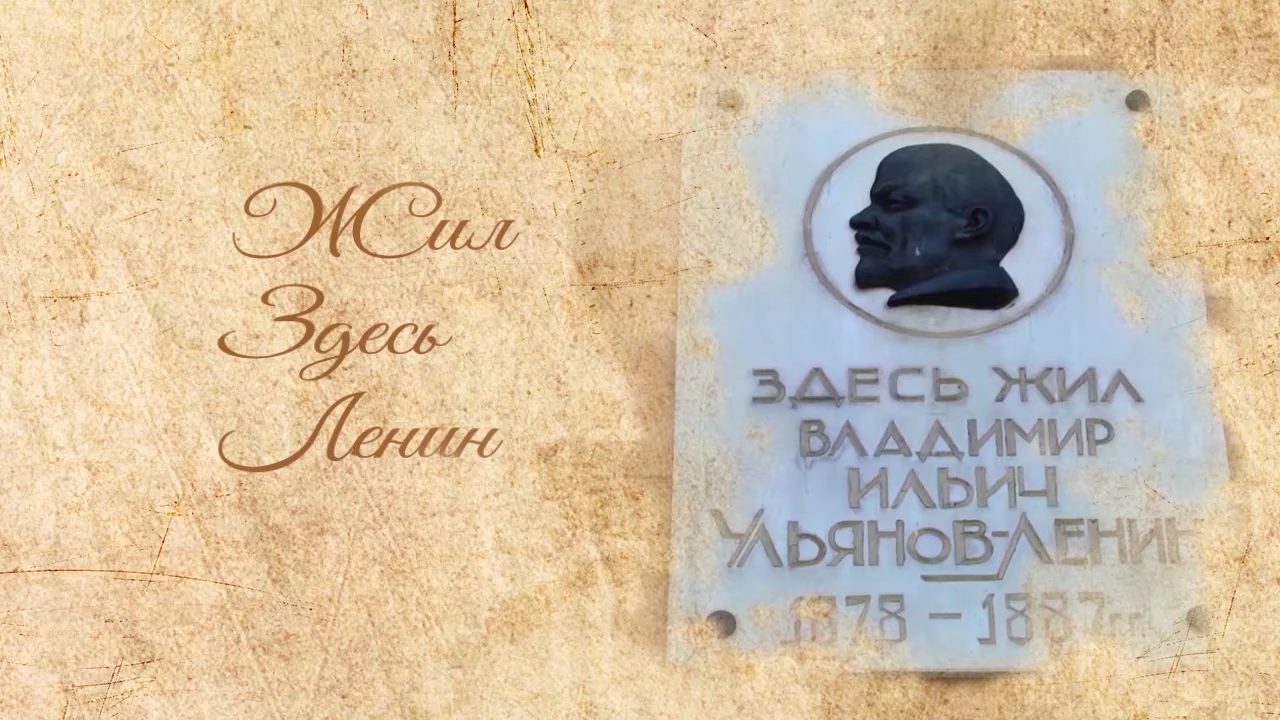 Жил
Здесь
Ленин
ЗДЕСЬ ЖИЛ
ВЛАДИМИР
ИЛЬИЧ
УЛЬЯНОВ-ЛЕНИН
1878 – 1887гг.